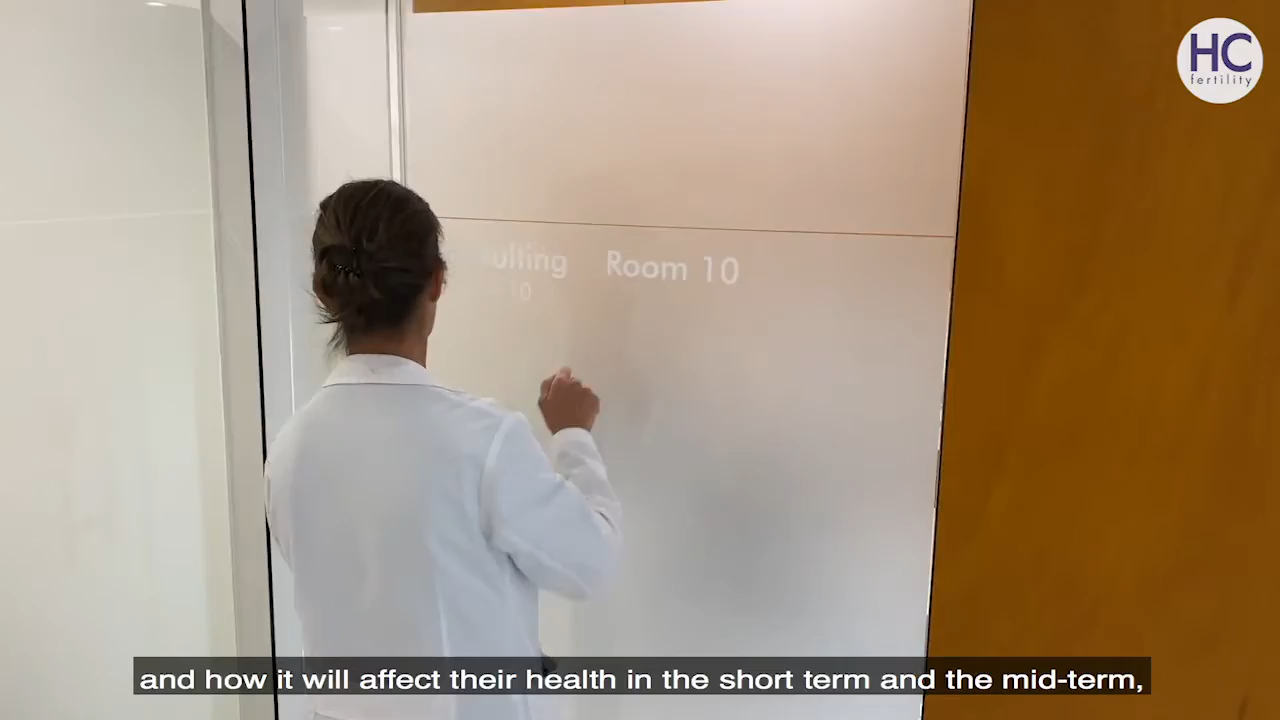 HC
fertility
Room 10
10
and how it will affect their health in the short term and the mid-term,